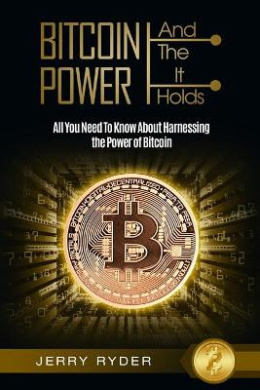 BITCOIN And
The
POWER It
Holds
All You Need To Know About Harnessing
the Power of Bitcoin
JERRY RYDER